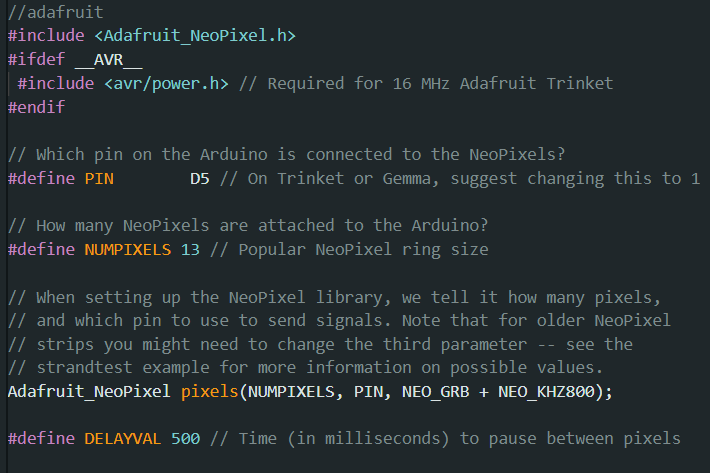 //adafruit
#include <Adafruit_NeoPixel.h>
#ifdef __AVR__
 #include <avr/power.h> // Required for 16 MHz Adafruit Trinket
#endif

// Which pin on the Arduino is connected to the NeoPixels?
#define PIN        D5 // On Trinket or Gemma, suggest changing this to 1

// How many NeoPixels are attached to the Arduino?
#define NUMPIXELS 13 // Popular NeoPixel ring size

// When setting up the NeoPixel library, we tell it how many pixels,
// and which pin to use to send signals. Note that for older NeoPixel
// strips you might need to change the third parameter -- see the
// strandtest example for more information on possible values.
Adafruit_NeoPixel pixels(NUMPIXELS, PIN, NEO_GRB + NEO_KHZ800);

#define DELAYVAL 500 // Time (in milliseconds) to pause between pixels